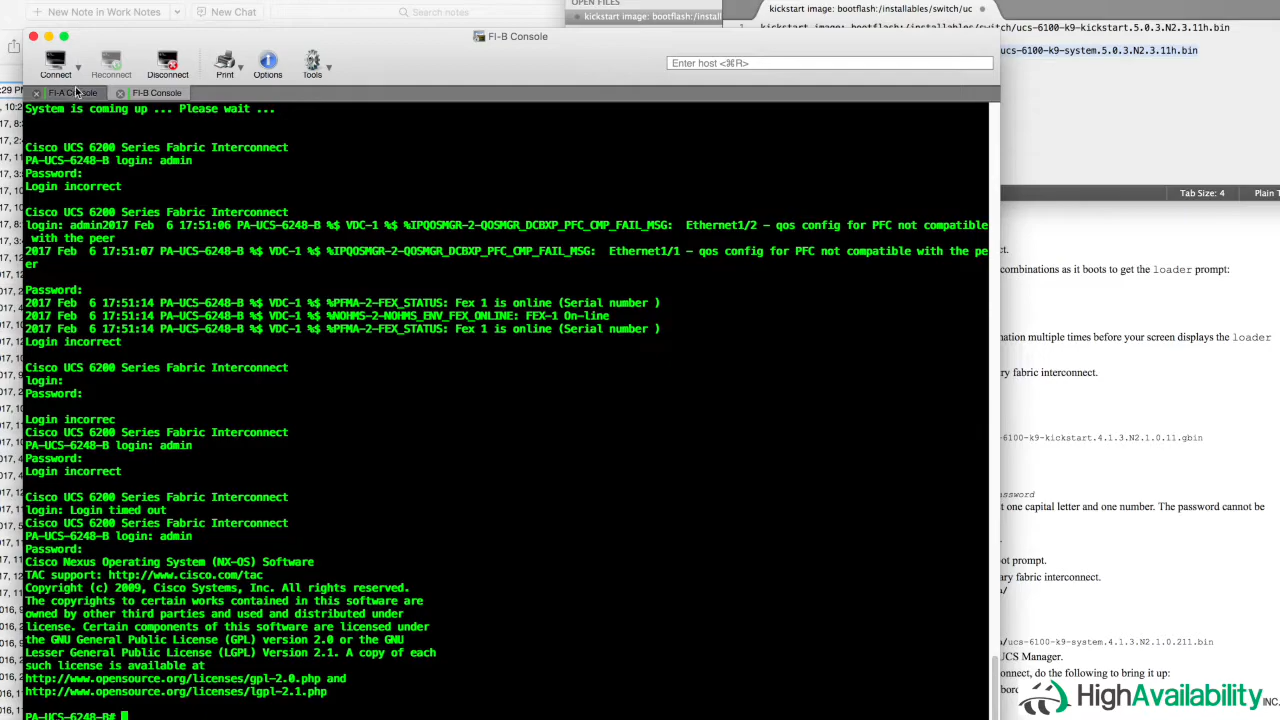 New Note in Work Notes
New Chat
Search notes
OPEN FILES
kickstart image: bootflash:/install
kickstart image: bootflash:/installables/switch/uc
kickstart image: bootflash:/installables/switch/ucs-6100-k9-kickstart.5.0.3.N2.3.11h.bin
ucs-6100-k9-system.5.0.3.N2.3.11h.bin
FI-B Console
Connect
Reconnect
Disconnect
Print
Options
Tools
Enter host <⌘R>
FI-A Console
FI-B Console
System is coming up ... Please wait ...
Cisco UCS 6200 Series Fabric Interconnect
PA-UCS-6248-B login: admin
Password:
Login incorrect
Cisco UCS 6200 Series Fabric Interconnect
login: admin2017 Feb  6 17:51:06 PA-UCS-6248-B %$ VDC-1 %$ %IPQOSMGR-2-QOSMGR_DCBXP_PFC_CMP_FAIL_MSG:  Ethernet1/2 – qos config for PFC not compatible
with the peer
2017 Feb  6 17:51:07 PA-UCS-6248-B %$ VDC-1 %$ %IPQOSMGR-2-QOSMGR_DCBXP_PFC_CMP_FAIL_MSG:  Ethernet1/1 – qos config for PFC not compatible with the pe
er
Password:
2017 Feb  6 17:51:14 PA-UCS-6248-B %$ VDC-1 %$ %PFMA-2-FEX_STATUS: Fex 1 is online (Serial number )
2017 Feb  6 17:51:14 PA-UCS-6248-B %$ VDC-1 %$ %NOHMS-2-NOHMS_ENV_FEX_ONLINE: FEX-1 On-line
2017 Feb  6 17:51:14 PA-UCS-6248-B %$ VDC-1 %$ %PFMA-2-FEX_STATUS: Fex 1 is online (Serial number )
Login incorrect
Cisco UCS 6200 Series Fabric Interconnect
login:
Password:
Login incorrec
Cisco UCS 6200 Series Fabric Interconnect
PA-UCS-6248-B login: admin
Password:
Login incorrect
Cisco UCS 6200 Series Fabric Interconnect
login: Login timed out
Cisco UCS 6200 Series Fabric Interconnect
PA-UCS-6248-B login: admin
Password:
Cisco Nexus Operating System (NX-OS) Software
TAC support: http://www.cisco.com/tac
Copyright (c) 2009, Cisco Systems, Inc. All rights reserved.
The copyrights to certain works contained in this software are
owned by other third parties and used and distributed under
license. Certain components of this software are licensed under
the GNU General Public License (GPL) version 2.0 or the GNU
Lesser General Public License (LGPL) Version 2.1. A copy of each
such license is available at
http://www.opensource.org/licenses/gpl-2.0.php and
http://www.opensource.org/licenses/lgpl-2.1.php
PA-UCS-6248-B#
Tab Size: 4
Plain T
ct.
combinations as it boots to get the loader prompt:
nation multiple times before your screen displays the loader
ry fabric interconnect.
-6100-k9-kickstart.4.1.3.N2.1.0.11.gbin
assword
t one capital letter and one number. The password cannot be
ot prompt.
ary fabric interconnect.
/
/ucs-6100-k9-system.4.1.3.N2.1.0.211.bin
UCS Manager.
onnect, do the following to bring it up:
HighAvailability INC.